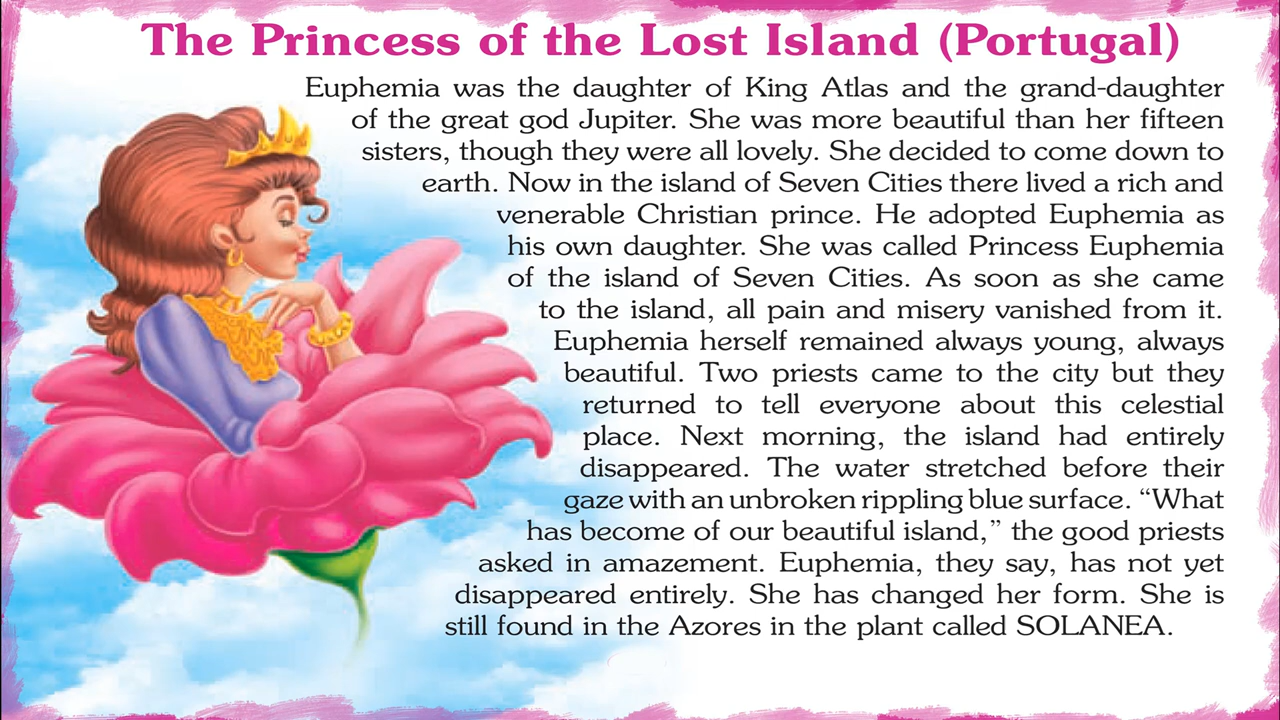 The Princess of the Lost Island (Portugal)
Euphemia was the daughter of King Atlas and the grand-daughter
of the great god Jupiter. She was more beautiful than her fifteen
sisters, though they were all lovely. She decided to come down to
earth. Now in the island of Seven Cities there lived a rich and
venerable Christian prince. He adopted Euphemia as
his own daughter. She was called Princess Euphemia
of the island of Seven Cities. As soon as she came
to the island, all pain and misery vanished from it.
Euphemia herself remained always young, always
beautiful. Two priests came to the city but they
returned to tell everyone about this celestial
place. Next morning, the island had entirely
disappeared. The water stretched before their
gaze with an unbroken rippling blue surface. “What
has become of our beautiful island,” the good priests
asked in amazement. Euphemia, they say, has not yet
disappeared entirely. She has changed her form. She is
still found in the Azores in the plant called SOLANEA.